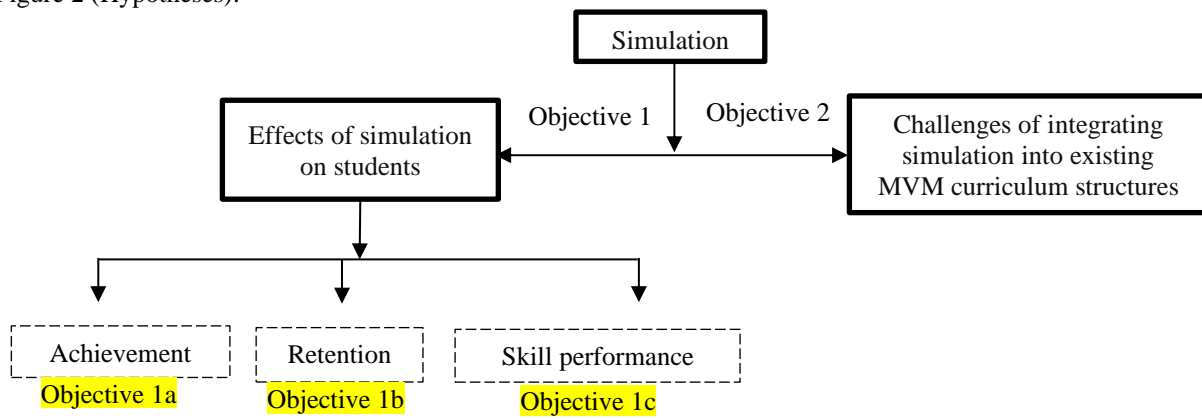 Figure 2 (Hypotheses).
Simulation
Objective 1
Objective 2
Effects of simulation
on students
Challenges of integrating
simulation into existing
MVM curriculum structures
Achievement
Retention
Skill performance
Objective 1a
Objective 1b
Objective 1c